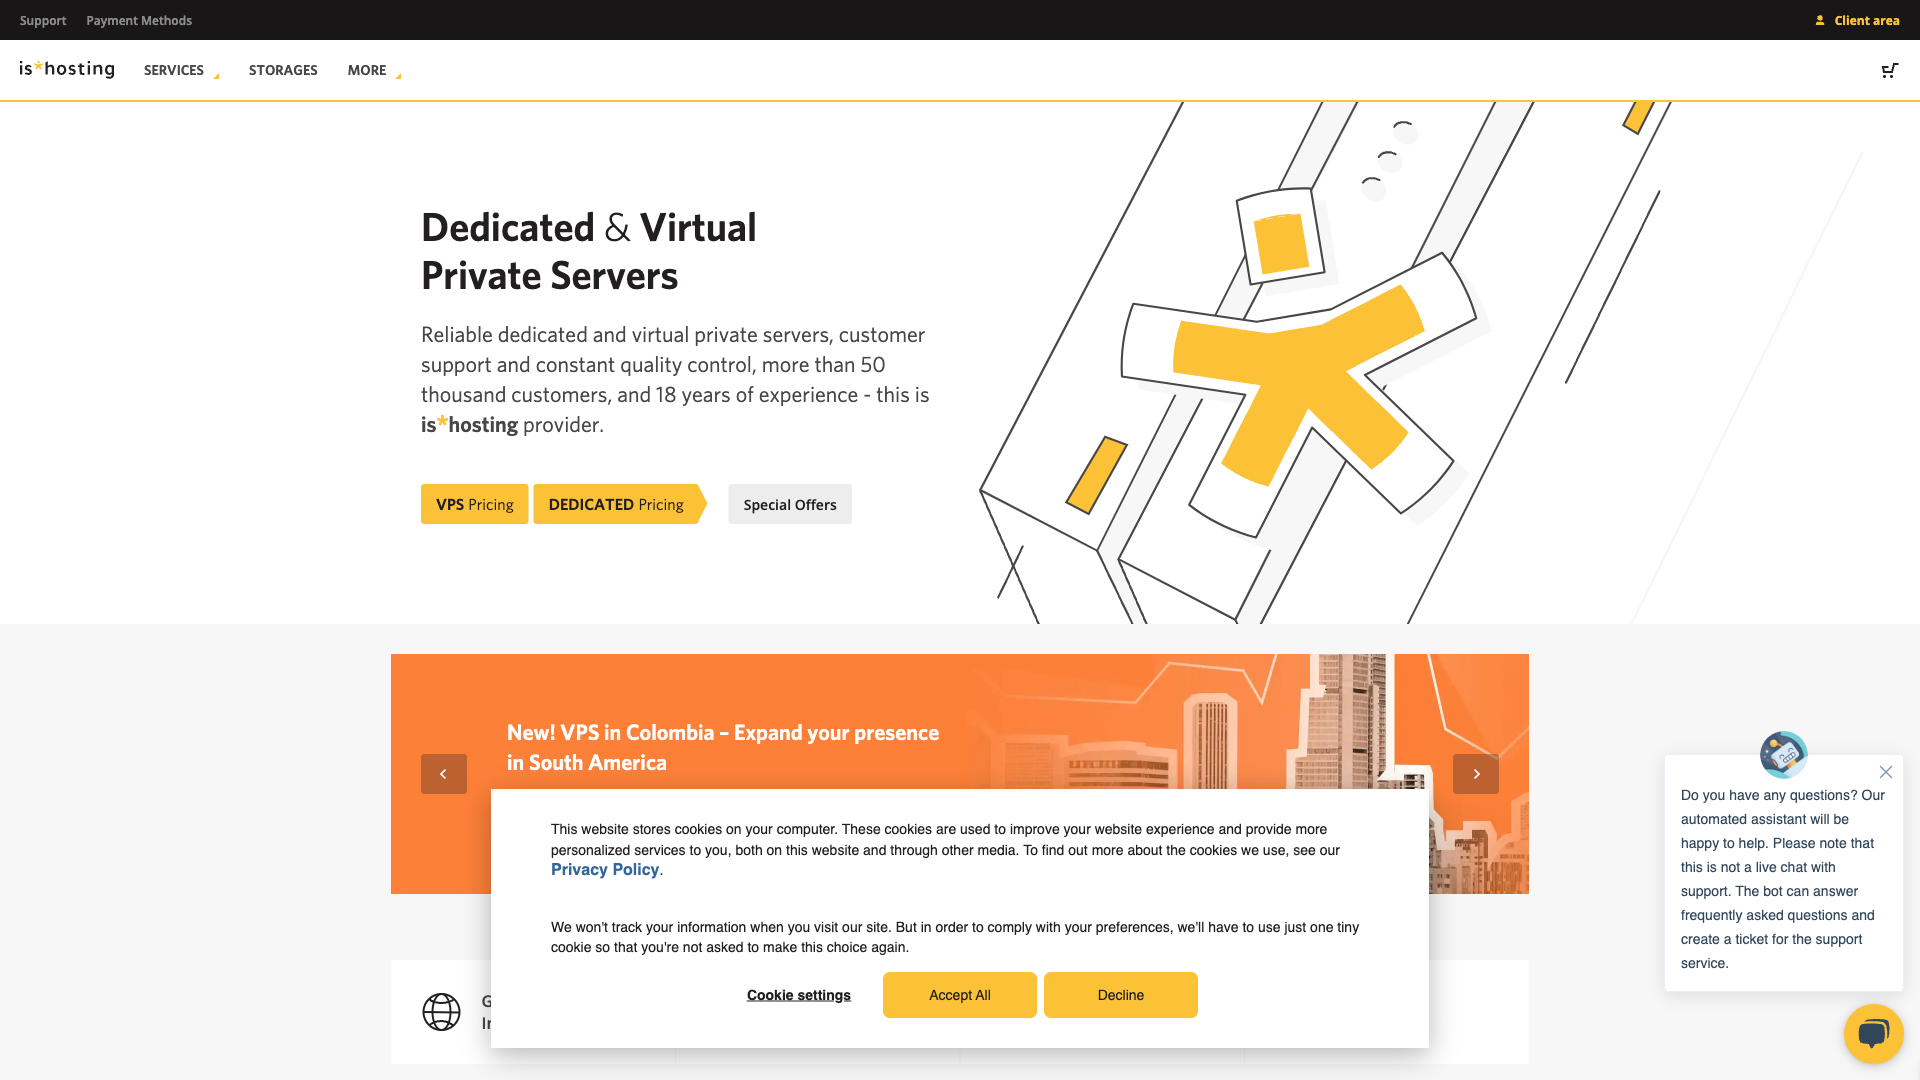 Support
Payment Methods
Client area
is*hosting
SERVICES
STORAGES
MORE
Dedicated & Virtual
Private Servers
Reliable dedicated and virtual private servers, customer
support and constant quality control, more than 50
thousand customers, and 18 years of experience - this is
is*hosting provider.
VPS Pricing
DEDICATED Pricing
Special Offers
New! VPS in Colombia – Expand your presence
in South America
This website stores cookies on your computer. These cookies are used to improve your website experience and provide more
personalized services to you, both on this website and through other media. To find out more about the cookies we use, see our
Privacy Policy.
We won't track your information when you visit our site. But in order to comply with your preferences, we'll have to use just one tiny
cookie so that you're not asked to make this choice again.
Cookie settings
Accept All
Decline
Do you have any questions? Our
automated assistant will be
happy to help. Please note that
this is not a live chat with
support. The bot can answer
frequently asked questions and
create a ticket for the support
service.